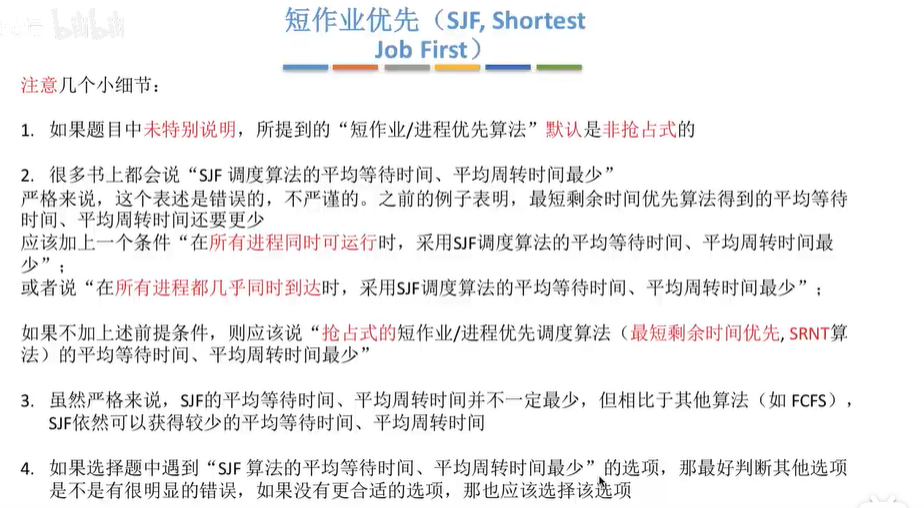 bilibili
短作业优先（SJF, Shortest
Job First）
注意几个小细节：
1. 如果题目中未特别说明，所提到的“短作业/进程优先算法”默认是非抢占式的
2. 很多书上都会说“SJF 调度算法的平均等待时间、平均周转时间最少”
严格来说，这个表述是错误的，不严谨的。之前的例子表明，最短剩余时间优先算法得到的平均等待
时间、平均周转时间还要更少
应该加上一个条件“在所有进程同时可运行时，采用SJF调度算法的平均等待时间、平均周转时间最
少”；
或者说“在所有进程都几乎同时到达时，采用SJF调度算法的平均等待时间、平均周转时间最少”；
如果不加上述前提条件，则应该说“抢占式的短作业/进程优先调度算法（最短剩余时间优先, SRNT算
法）的平均等待时间、平均周转时间最少”
3. 虽然严格来说，SJF的平均等待时间、平均周转时间并不一定最少，但相比于其他算法（如 FCFS），
SJF依然可以获得较少的平均等待时间、平均周转时间
4. 如果选择题中遇到“SJF 算法的平均等待时间、平均周转时间最少”的选项，那最好判断其他选项
是不是有很明显的错误，如果没有更合适的选项，那也应该选择该选项